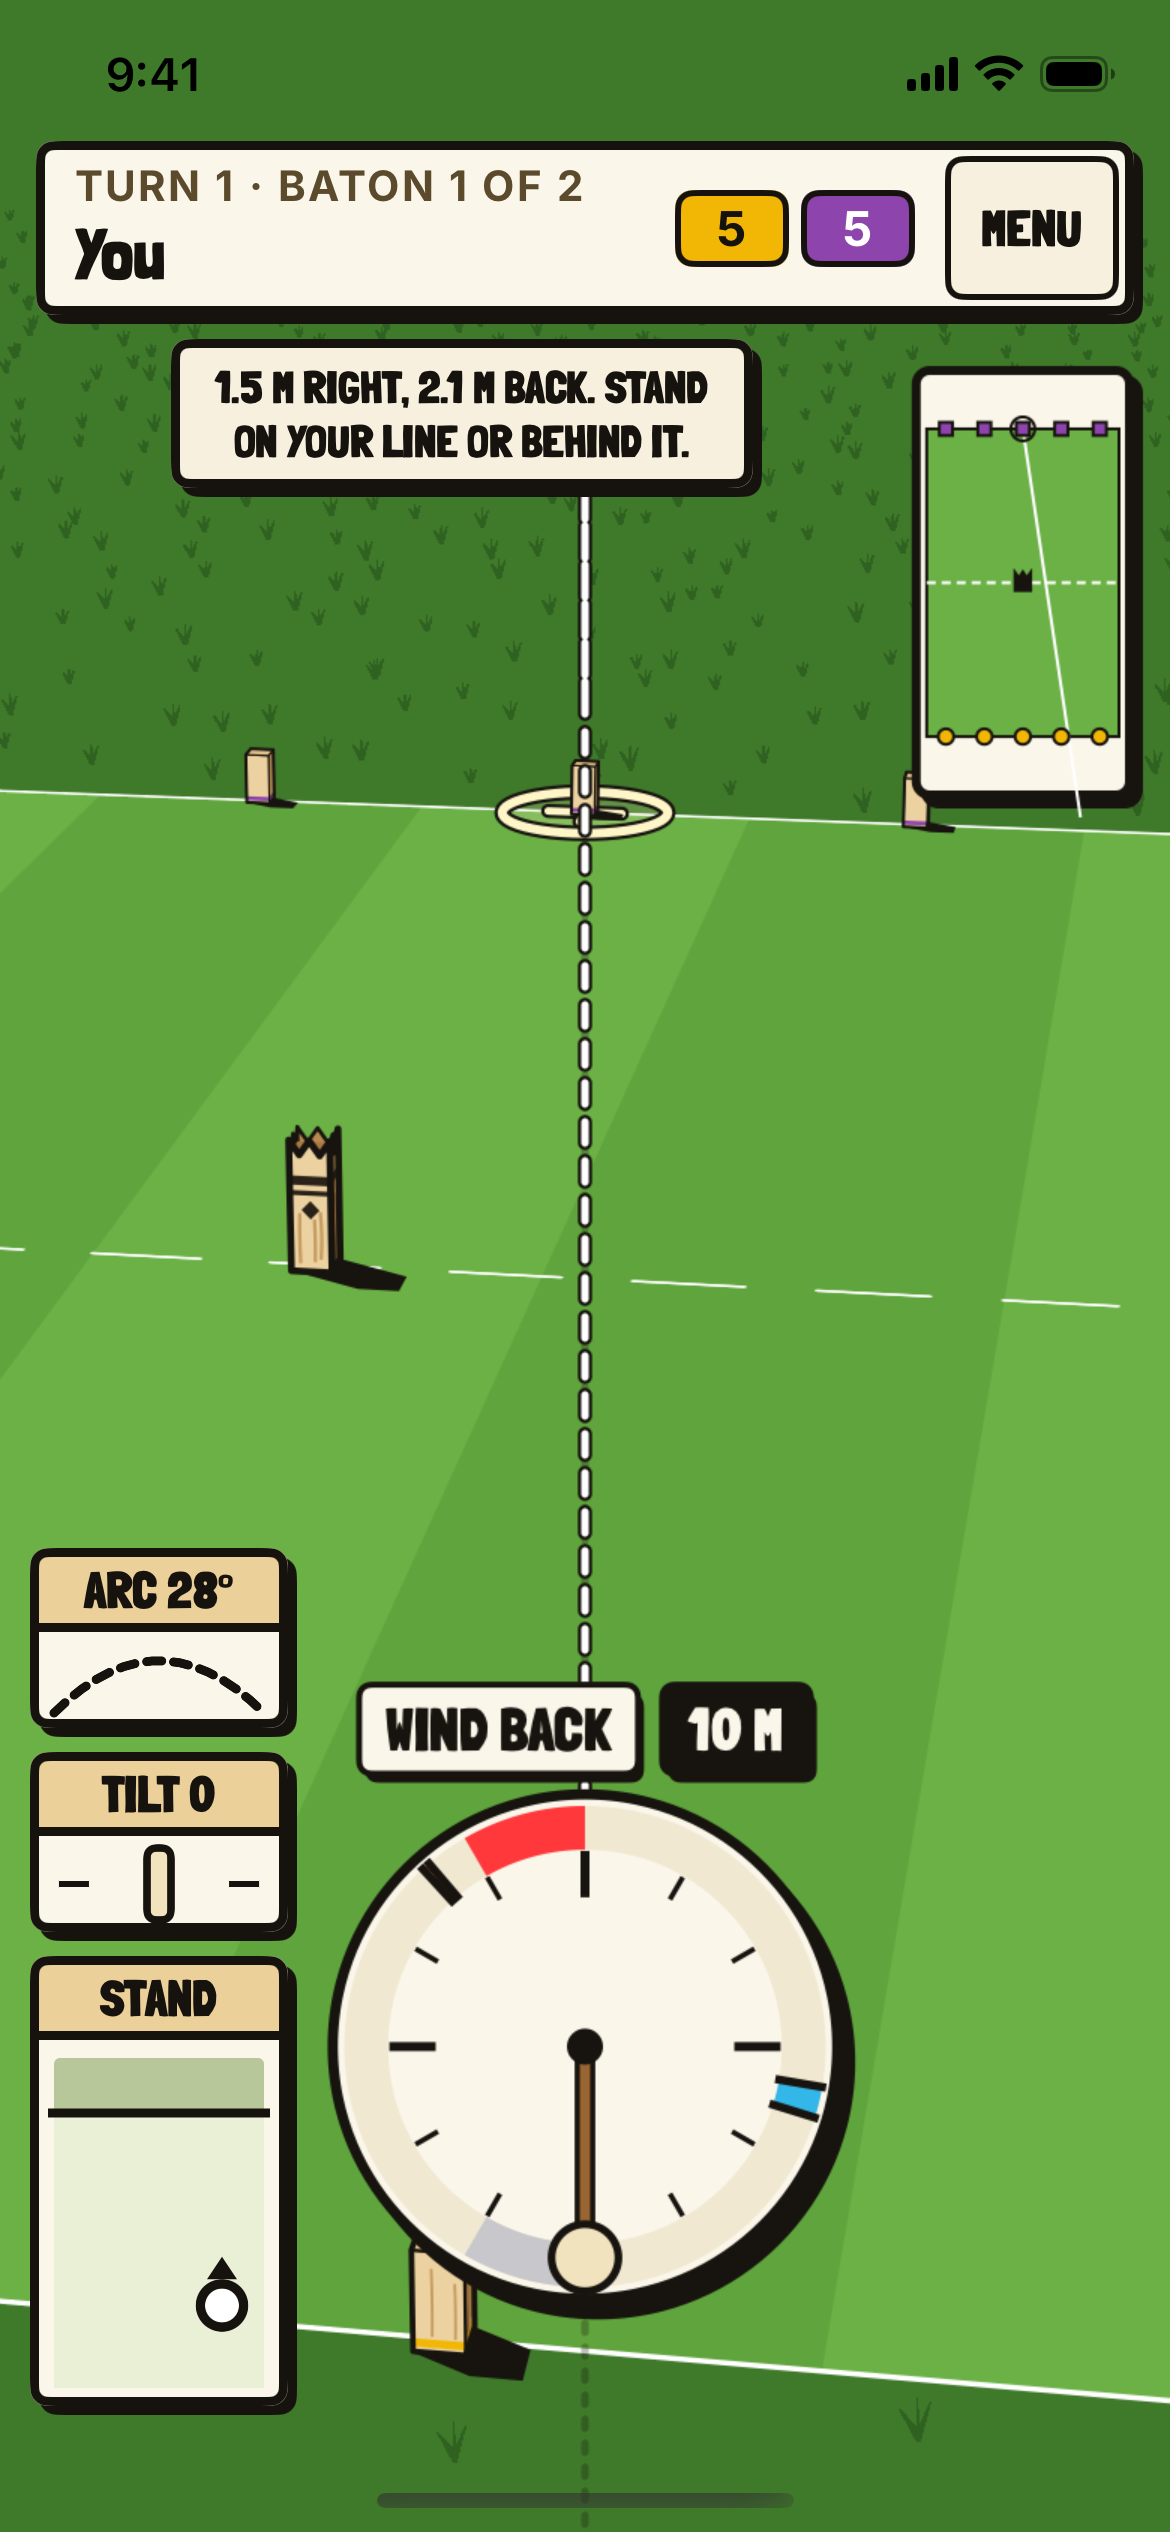 9:41
TURN 1 · BATON 1 OF 2
You
5
5
MENU
1.5 M RIGHT, 2.1 M BACK. STAND
ON YOUR LINE OR BEHIND IT.
ARC 28°
WIND BACK
10 M
TILT 0
STAND